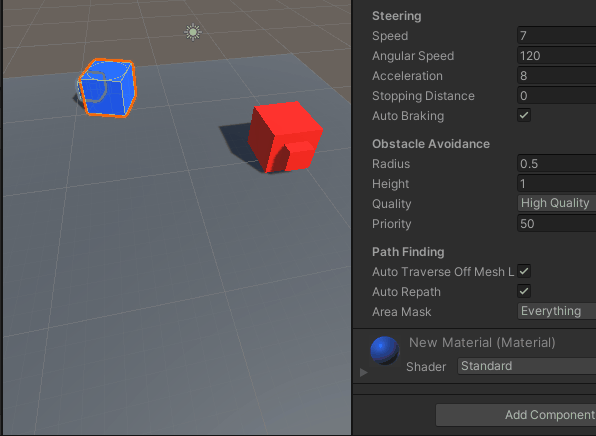 Steering
Speed 7
Angular Speed 120
Acceleration 8
Stopping Distance 0
Auto Braking
Obstacle Avoidance
Radius 0.5
Height 1
Quality High Quality
Priority 50
Path Finding
Auto Traverse Off Mesh L
Auto Repath
Area Mask Everything
New Material (Material)
Shader Standard
Add Component